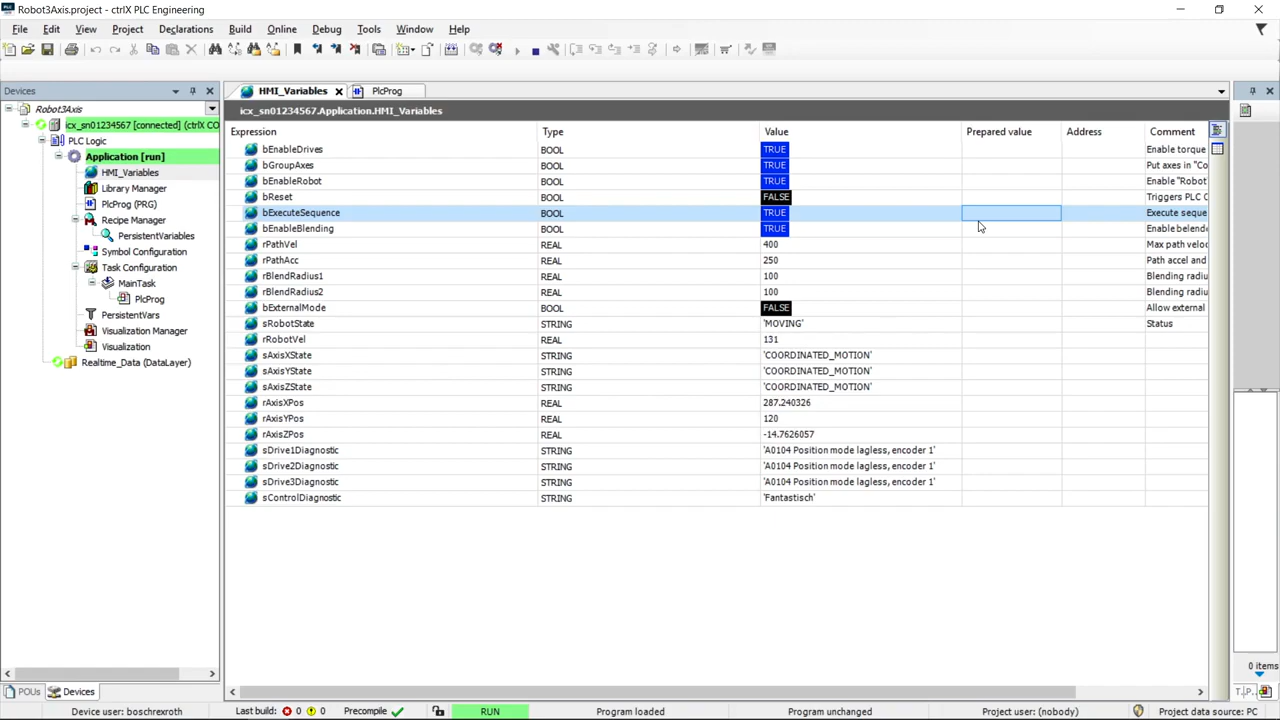 Robot3Axis.project - ctrlX PLC Engineering
File Edit View Project Declarations Build Online Debug Tools Window Help
Devices
Robot3Axis
icx_sn01234567 [connected] (ctrlX CO
PLC Logic
Application [run]
HMI_Variables
Library Manager
PlcProg (PRG)
Recipe Manager
PersistentVariables
Symbol Configuration
Task Configuration
MainTask
PlcProg
PersistentVars
Visualization Manager
Visualization
Realtime_Data (DataLayer)
POUs Devices
HMI_Variables PlcProg
icx_sn01234567.Application.HMI_Variables
Expression Type Value Prepared value Address Comment
bEnableDrives BOOL TRUE Enable torque
bGroupAxes BOOL TRUE Put axes in "Co
bEnableRobot BOOL TRUE Enable "Robot
bReset BOOL FALSE Triggers PLC C
bExecuteSequence BOOL TRUE Execute seque
bEnableBlending BOOL TRUE Enable belende
rPathVel REAL 400 Max path veloc
rPathAcc REAL 250 Path accel and
rBlendRadius1 REAL 100 Blending radiu
rBlendRadius2 REAL 100 Blending radiu
bExternalMode BOOL FALSE Allow external
sRobotState STRING 'MOVING' Status
rRobotVel REAL 131
sAxisXState STRING 'COORDINATED_MOTION'
sAxisYState STRING 'COORDINATED_MOTION'
sAxisZState STRING 'COORDINATED_MOTION'
rAxisXPos REAL 287.240326
rAxisYPos REAL 120
rAxisZPos REAL -14.7626057
sDrive1Diagnostic STRING 'A0104 Position mode lagless, encoder 1'
sDrive2Diagnostic STRING 'A0104 Position mode lagless, encoder 1'
sDrive3Diagnostic STRING 'A0104 Position mode lagless, encoder 1'
sControlDiagnostic STRING 'Fantastisch'
0 items
Device user: boschrexroth Last build: 0 0 Precompile RUN Program loaded Program unchanged Project user: (nobody) Project data source: PC